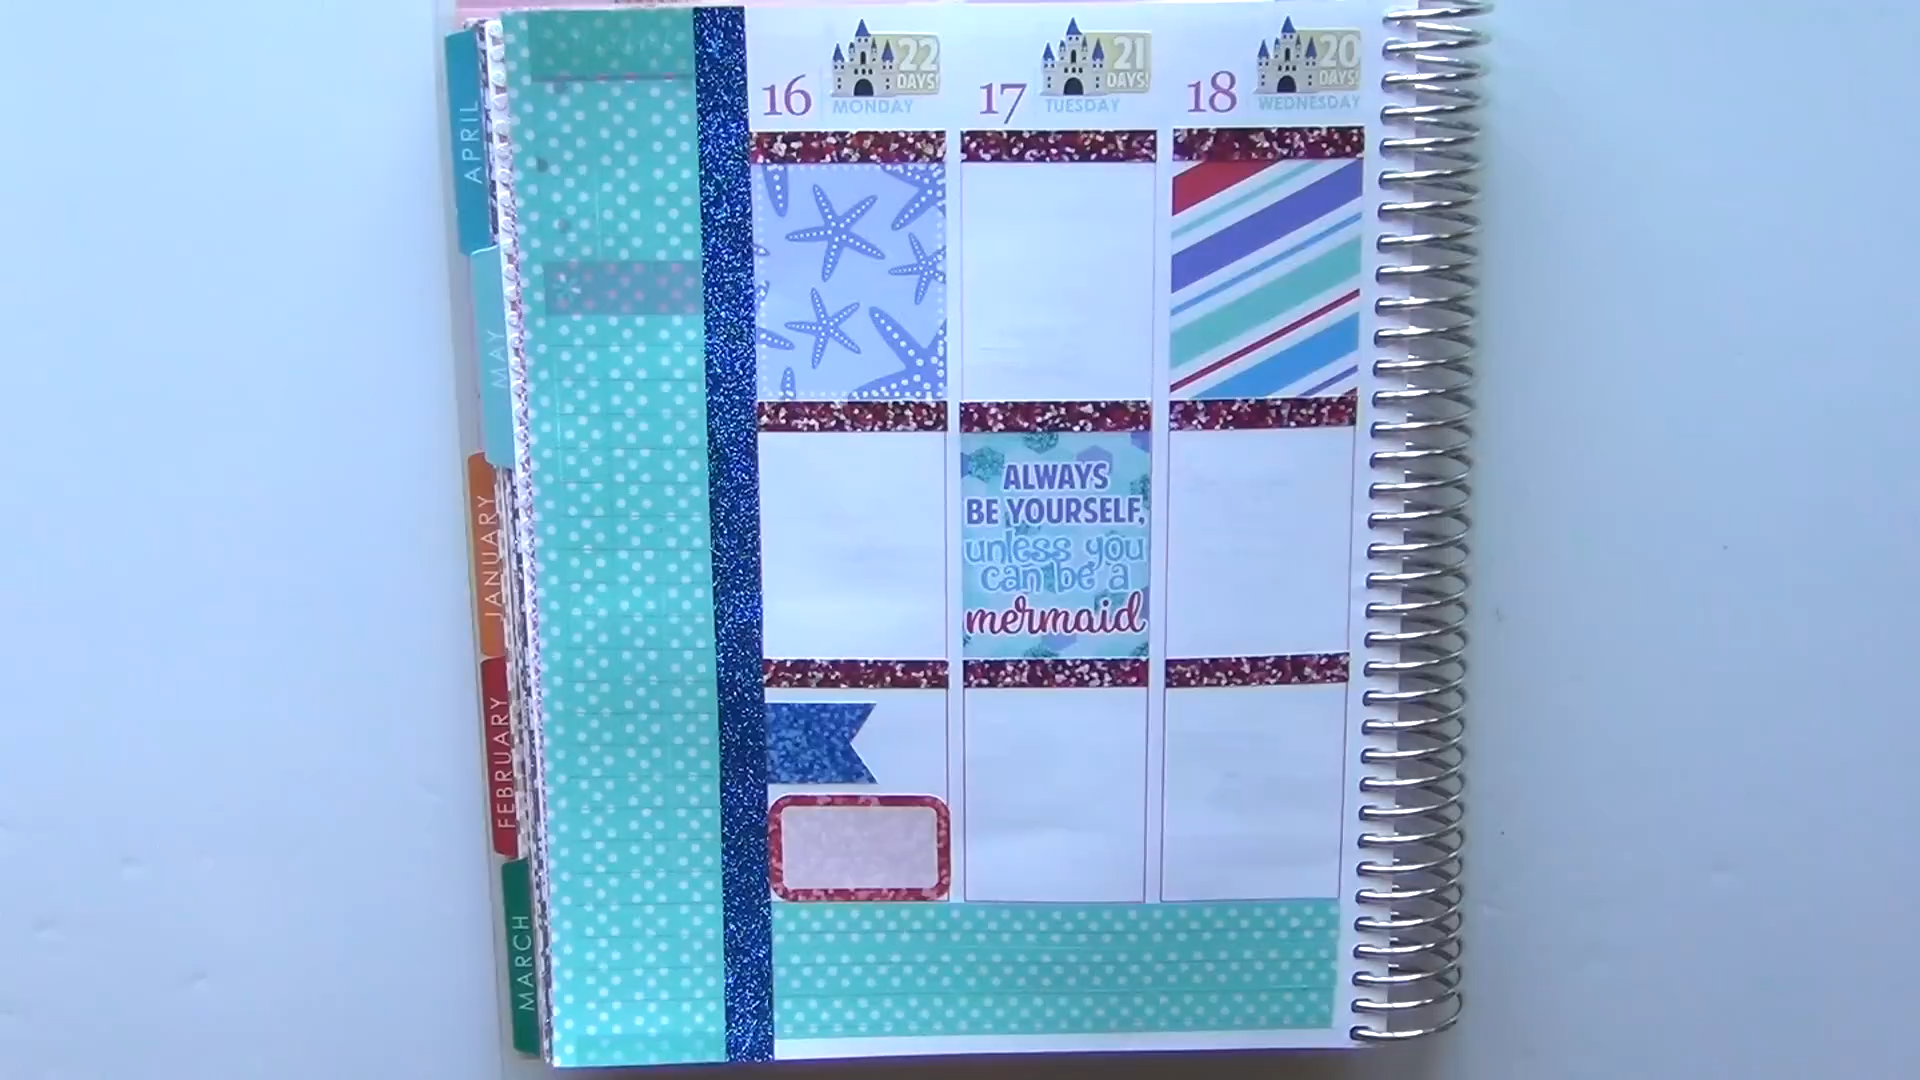 22
DAYS!
16
MONDAY
21
DAYS!
17
TUESDAY
20
DAYS!
18
WEDNESDAY
ALWAYS
BE YOURSELF,
unless you
can be a
mermaid
APRIL
MAY
JANUARY
FEBRUARY
MARCH